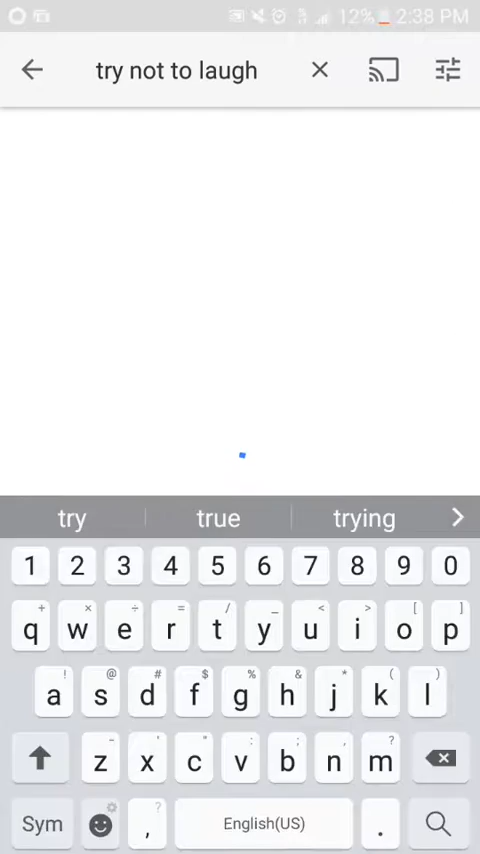 12% 2:38 PM
try not to laugh
try true trying
1 2 3 4 5 6 7 8 9 0
+ × ÷ = / _ < > [ ]
q w e r t y u i o p
! @ # $ % & * ( )
a s d f g h j k l
- ' " : ; , ?
z x c v b n m
Sym , ? English(US) .